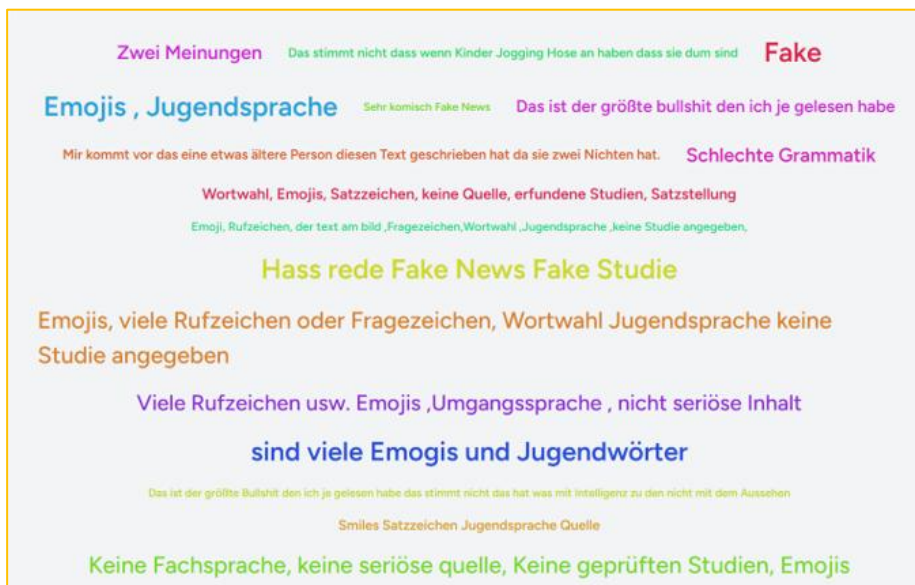 Zwei Meinungen Das stimmt nicht dass wenn Kinder Jogging Hose an haben dass sie dum sind Fake
Emojis , Jugendsprache Sehr komisch Fake News Das ist der größte bullshit den ich je gelesen habe
Mir kommt vor das eine etwas ältere Person diesen Text geschrieben hat da sie zwei Nichten hat. Schlechte Grammatik
Wortwahl, Emojis, Satzzeichen, keine Quelle, erfundene Studien, Satzstellung
Emoji, Rufzeichen, der text am bild ,Fragezeichen,Wortwahl ,Jugendsprache ,keine Studie angegeben,
Hass rede Fake News Fake Studie
Emojis, viele Rufzeichen oder Fragezeichen, Wortwahl Jugendsprache keine
Studie angegeben
Viele Rufzeichen usw. Emojis ,Umgangssprache , nicht seriöse Inhalt
sind viele Emogis und Jugendwörter
Das ist der größte Bullshit den ich je gelesen habe das stimmt nicht das hat was mit Intelligenz zu den nicht mit dem Aussehen
Smiles Satzzeichen Jugendsprache Quelle
Keine Fachsprache, keine seriöse quelle, Keine geprüften Studien, Emojis